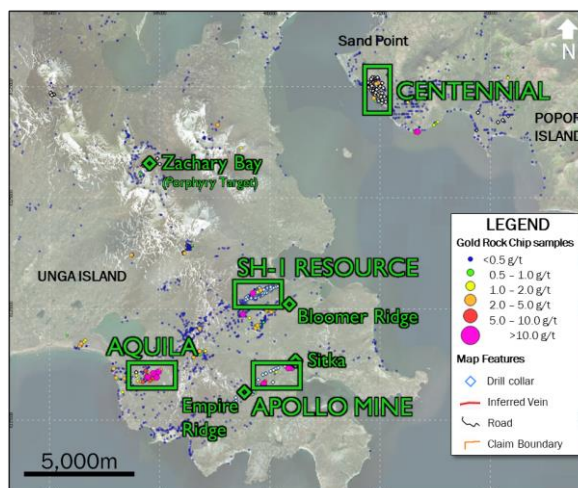 Sand Point
N
CENTENNIAL
POPOF
ISLAND
Zachary Bay
(Porphyry Target)
UNGA ISLAND
SH-1 RESOURCE
Bloomer Ridge
AQUILA
Sitka
Empire
Ridge
APOLLO MINE
5,000m
LEGEND
Gold Rock Chip samples
<0.5 g/t
0.5 – 1.0 g/t
1.0 – 2.0 g/t
2.0 – 5.0 g/t
5.0 – 10.0 g/t
>10.0 g/t
Map Features
Drill collar
Inferred Vein
Road
Claim Boundary